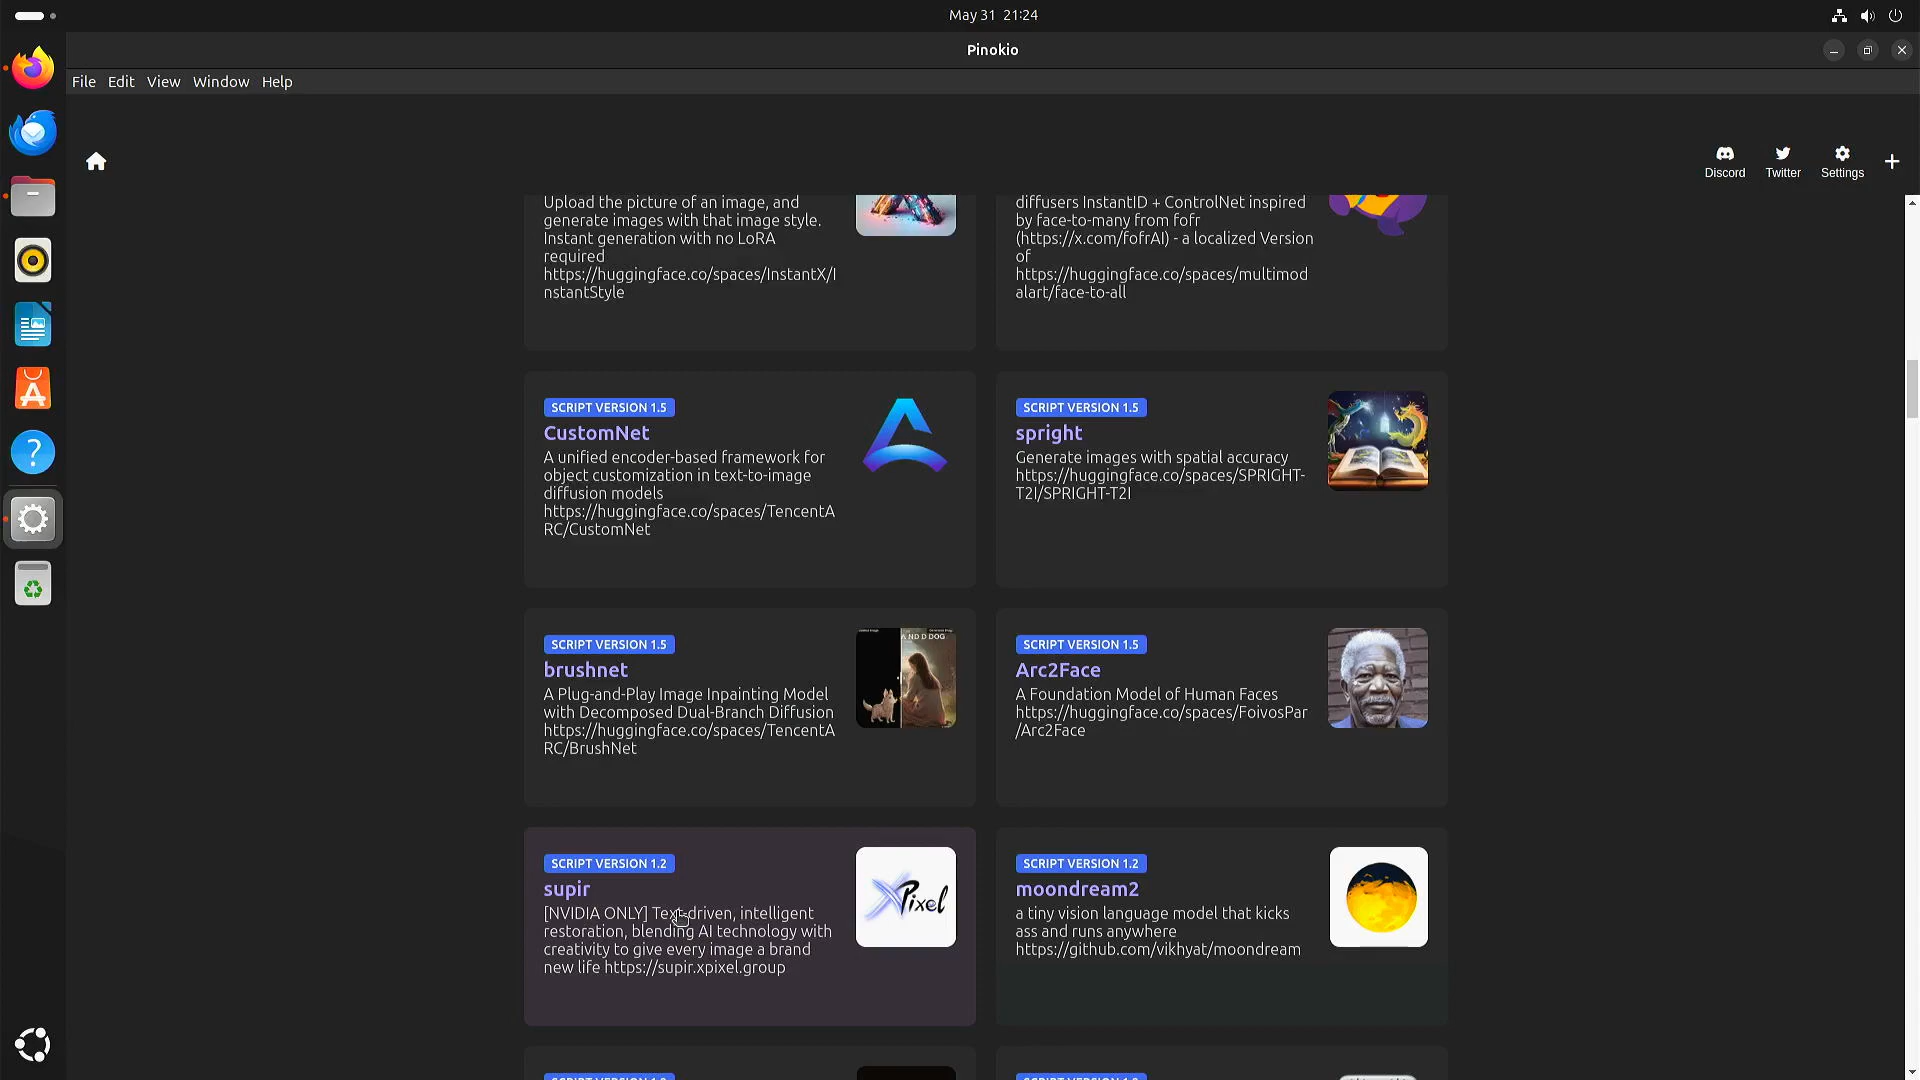 May 31 21:24
Pinokio
File Edit View Window Help
Discord Twitter Settings
Upload the picture of an image, and
generate images with that image style.
Instant generation with no LoRA
required
https://huggingface.co/spaces/InstantX/I
nstantStyle
diffusers InstantID + ControlNet inspired
by face-to-many from fofr
(https://x.com/fofrAI) - a localized Version
of
https://huggingface.co/spaces/multimod
alart/face-to-all
SCRIPT VERSION 1.5
CustomNet
A unified encoder-based framework for
object customization in text-to-image
diffusion models
https://huggingface.co/spaces/TencentA
RC/CustomNet
SCRIPT VERSION 1.5
spright
Generate images with spatial accuracy
https://huggingface.co/spaces/SPRIGHT-
T2I/SPRIGHT-T2I
SCRIPT VERSION 1.5
brushnet
A Plug-and-Play Image Inpainting Model
with Decomposed Dual-Branch Diffusion
https://huggingface.co/spaces/TencentA
RC/BrushNet
AND D DOG
SCRIPT VERSION 1.5
Arc2Face
A Foundation Model of Human Faces
https://huggingface.co/spaces/FoivosPar
/Arc2Face
SCRIPT VERSION 1.2
supir
[NVIDIA ONLY] Text-driven, intelligent
restoration, blending AI technology with
creativity to give every image a brand
new life https://supir.xpixel.group
XPixel
SCRIPT VERSION 1.2
moondream2
a tiny vision language model that kicks
ass and runs anywhere
https://github.com/vikhyat/moondream